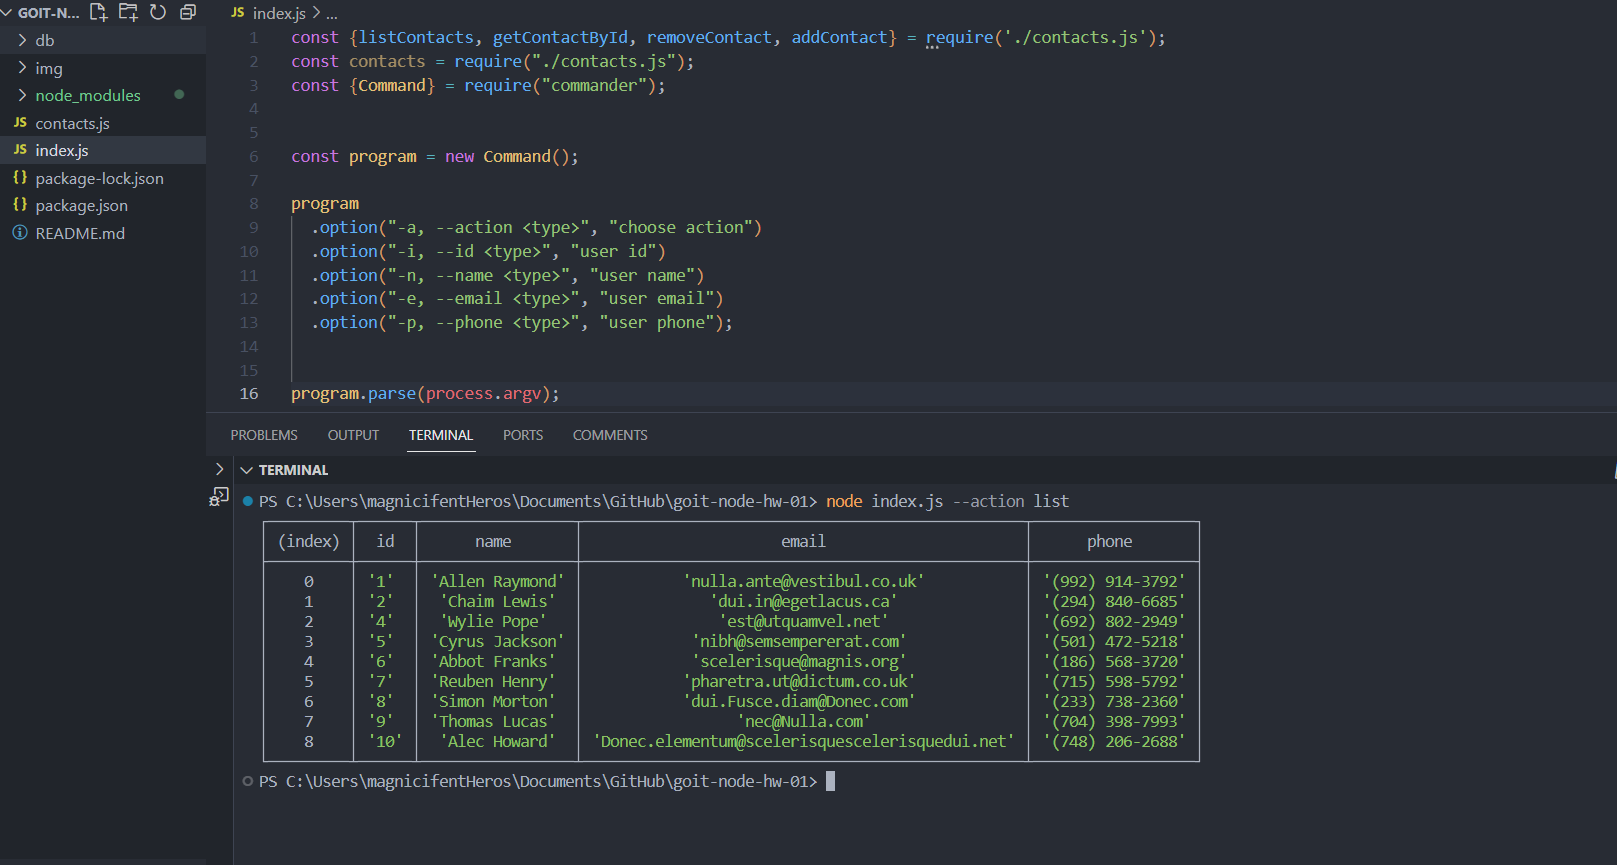 GOIT-N...
db
img
node_modules
JS contacts.js
JS index.js
{} package-lock.json
{} package.json
README.md
JS index.js > ...
1 const {listContacts, getContactById, removeContact, addContact} = require('./contacts.js');
2 const contacts = require("./contacts.js");
3 const {Command} = require("commander");
4
5
6 const program = new Command();
7
8 program
9 .option("-a, --action <type>", "choose action")
10 .option("-i, --id <type>", "user id")
11 .option("-n, --name <type>", "user name")
12 .option("-e, --email <type>", "user email")
13 .option("-p, --phone <type>", "user phone");
14
15
16 program.parse(process.argv);
PROBLEMS OUTPUT TERMINAL PORTS COMMENTS
TERMINAL
PS C:\Users\magnicifentHeros\Documents\GitHub\goit-node-hw-01> node index.js --action list
(index) id name email phone
0 '1' 'Allen Raymond' 'nulla.ante@vestibul.co.uk' '(992) 914-3792'
1 '2' 'Chaim Lewis' 'dui.in@egetlacus.ca' '(294) 840-6685'
2 '4' 'Wylie Pope' 'est@utquamvel.net' '(692) 802-2949'
3 '5' 'Cyrus Jackson' 'nibh@semsempererat.com' '(501) 472-5218'
4 '6' 'Abbot Franks' 'scelerisque@magnis.org' '(186) 568-3720'
5 '7' 'Reuben Henry' 'pharetra.ut@dictum.co.uk' '(715) 598-5792'
6 '8' 'Simon Morton' 'dui.Fusce.diam@Donec.com' '(233) 738-2360'
7 '9' 'Thomas Lucas' 'nec@Nulla.com' '(704) 398-7993'
8 '10' 'Alec Howard' 'Donec.elementum@scelerisquescelerisquedui.net' '(748) 206-2688'
PS C:\Users\magnicifentHeros\Documents\GitHub\goit-node-hw-01>